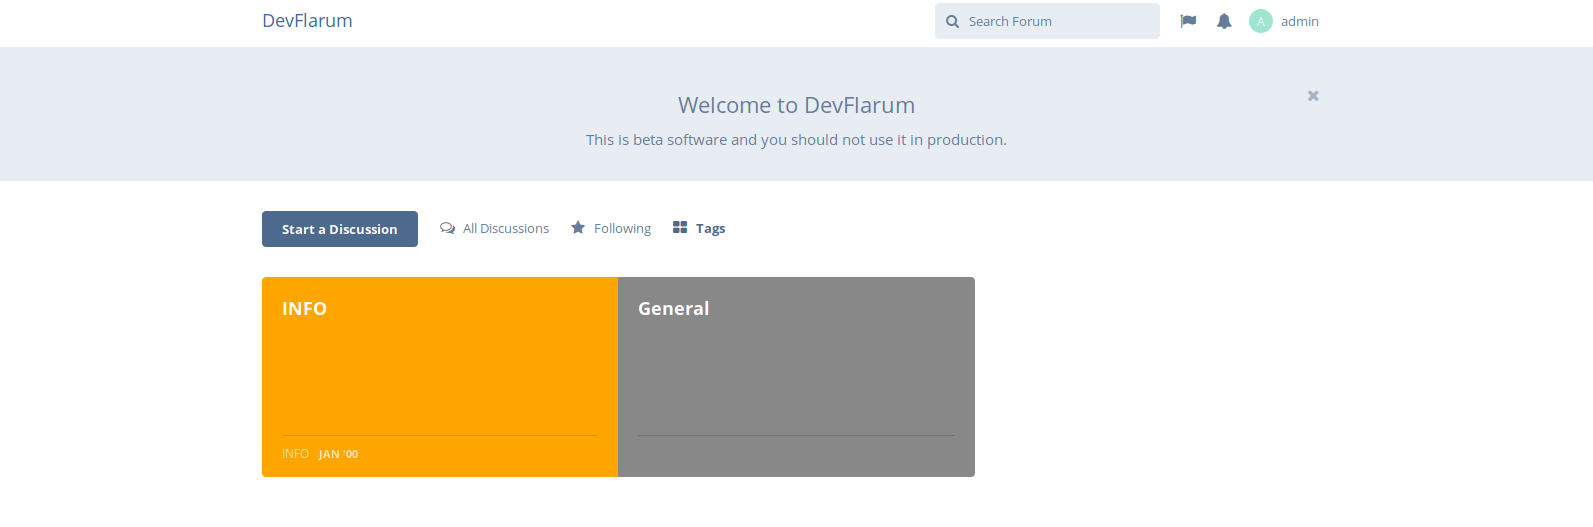 DevFlarum
Search Forum
A
admin
Welcome to DevFlarum
This is beta software and you should not use it in production.
Start a Discussion
All Discussions
Following
Tags
INFO
General
INFO JAN '00